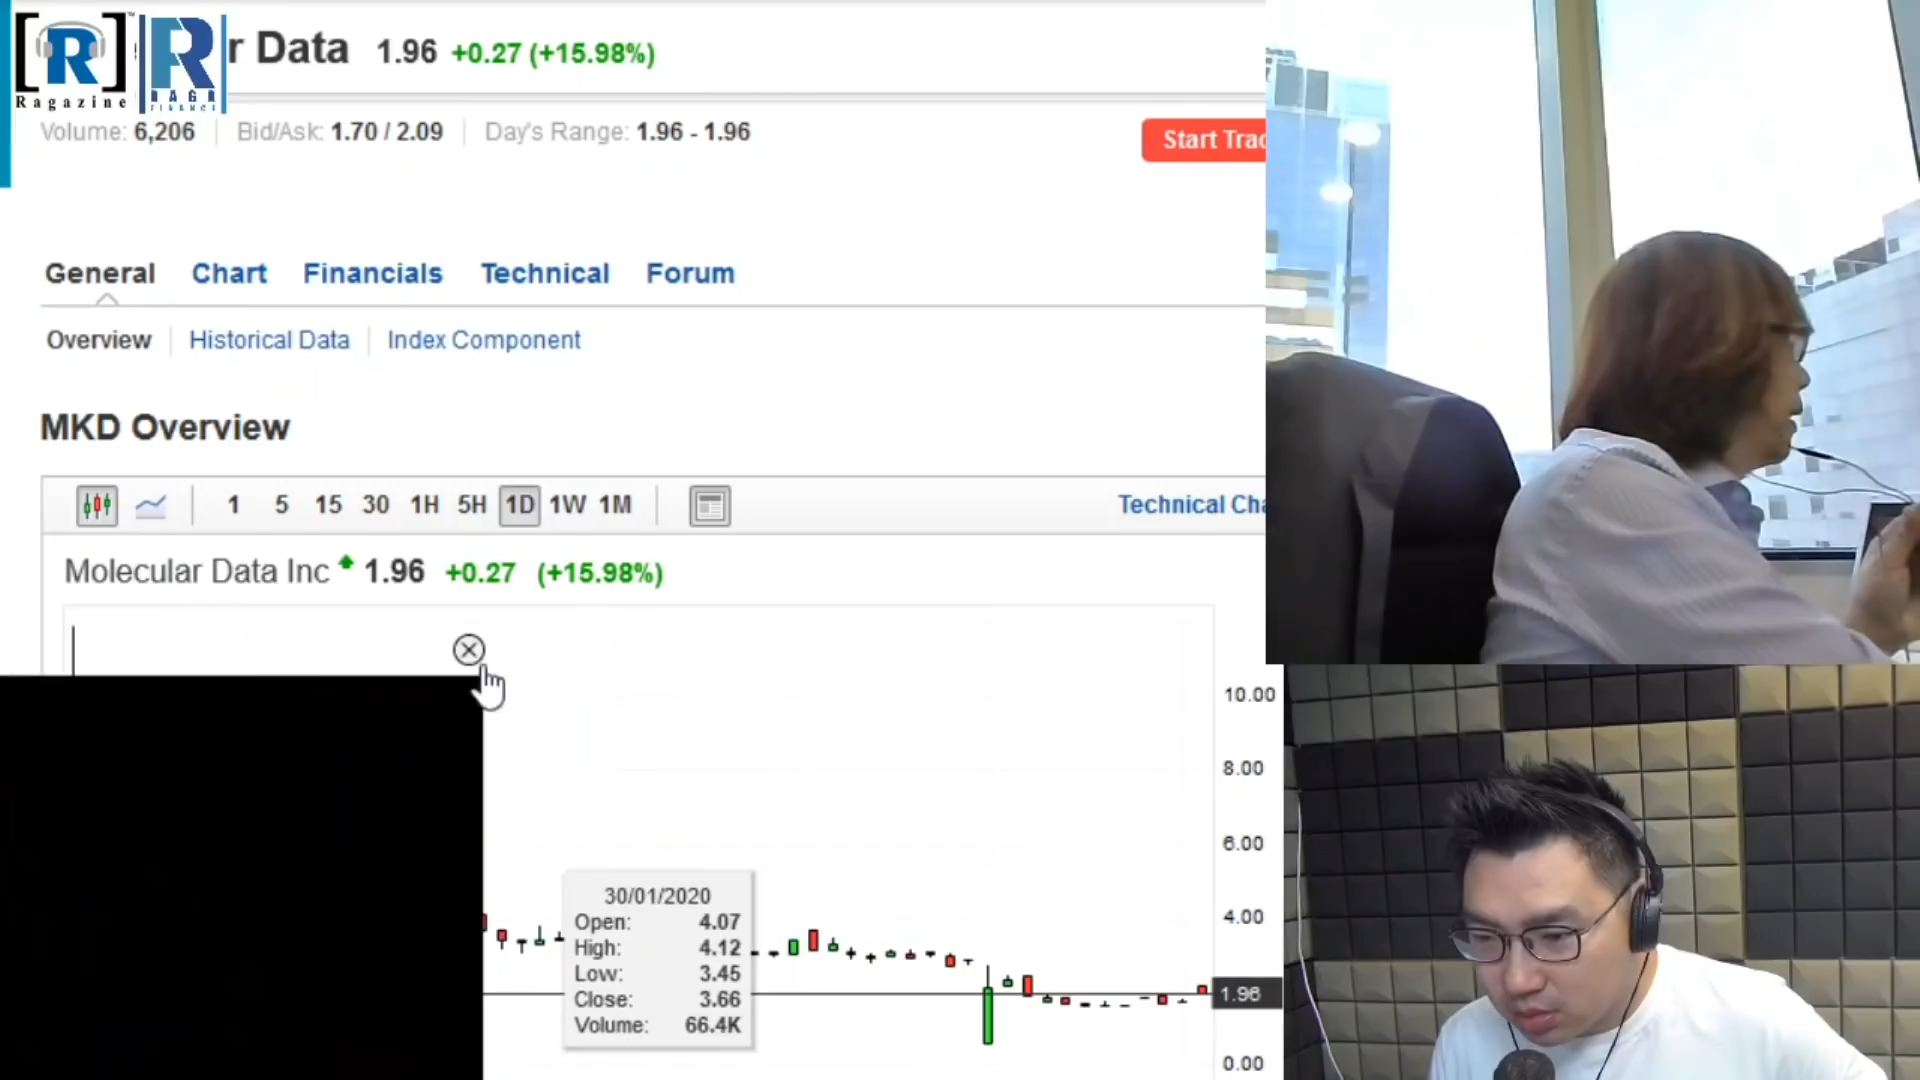 [R]
Ragazine
R
RAGA
FINANCE
r Data 1.96 +0.27 (+15.98%)
Volume: 6,206 Bid/Ask: 1.70 / 2.09 Day's Range: 1.96 - 1.96
Start Trad
General Chart Financials Technical Forum
Overview Historical Data Index Component
MKD Overview
1 5 15 30 1H 5H 1D 1W 1M Technical Cha
Molecular Data Inc 1.96 +0.27 (+15.98%)
10.00
8.00
6.00
4.00
1.96
0.00
30/01/2020
Open: 4.07
High: 4.12
Low: 3.45
Close: 3.66
Volume: 66.4K